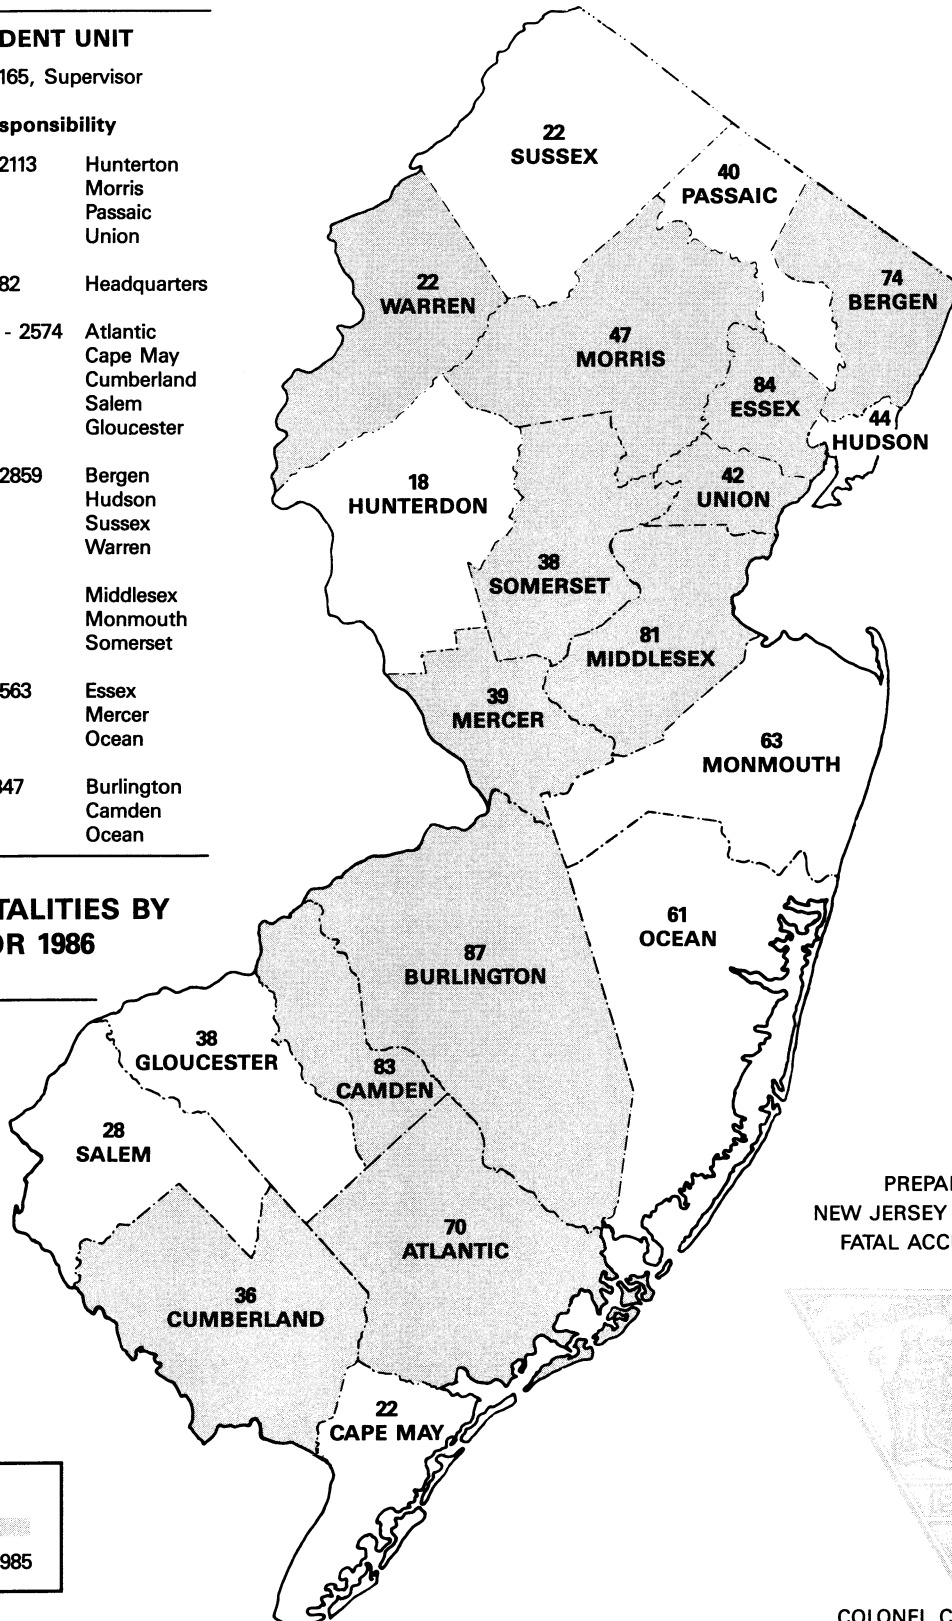 DENT UNIT
165, Supervisor
sponsibility
2113 Hunterton
Morris
Passaic
Union
82 Headquarters
- 2574 Atlantic
Cape May
Cumberland
Salem
Gloucester
2859 Bergen
Hudson
Sussex
Warren
Middlesex
Monmouth
Somerset
563 Essex
Mercer
Ocean
347 Burlington
Camden
Ocean
TALITIES BY
OR 1986
22
SUSSEX
40
PASSAIC
74
BERGEN
22
WARREN
47
MORRIS
84
ESSEX
44
HUDSON
42
UNION
18
HUNTERDON
38
SOMERSET
81
MIDDLESEX
39
MERCER
63
MONMOUTH
61
OCEAN
87
BURLINGTON
38
GLOUCESTER
83
CAMDEN
28
SALEM
70
ATLANTIC
36
CUMBERLAND
22
CAPE MAY
985
PREPA
NEW JERSEY
FATAL ACC
COLONEL C